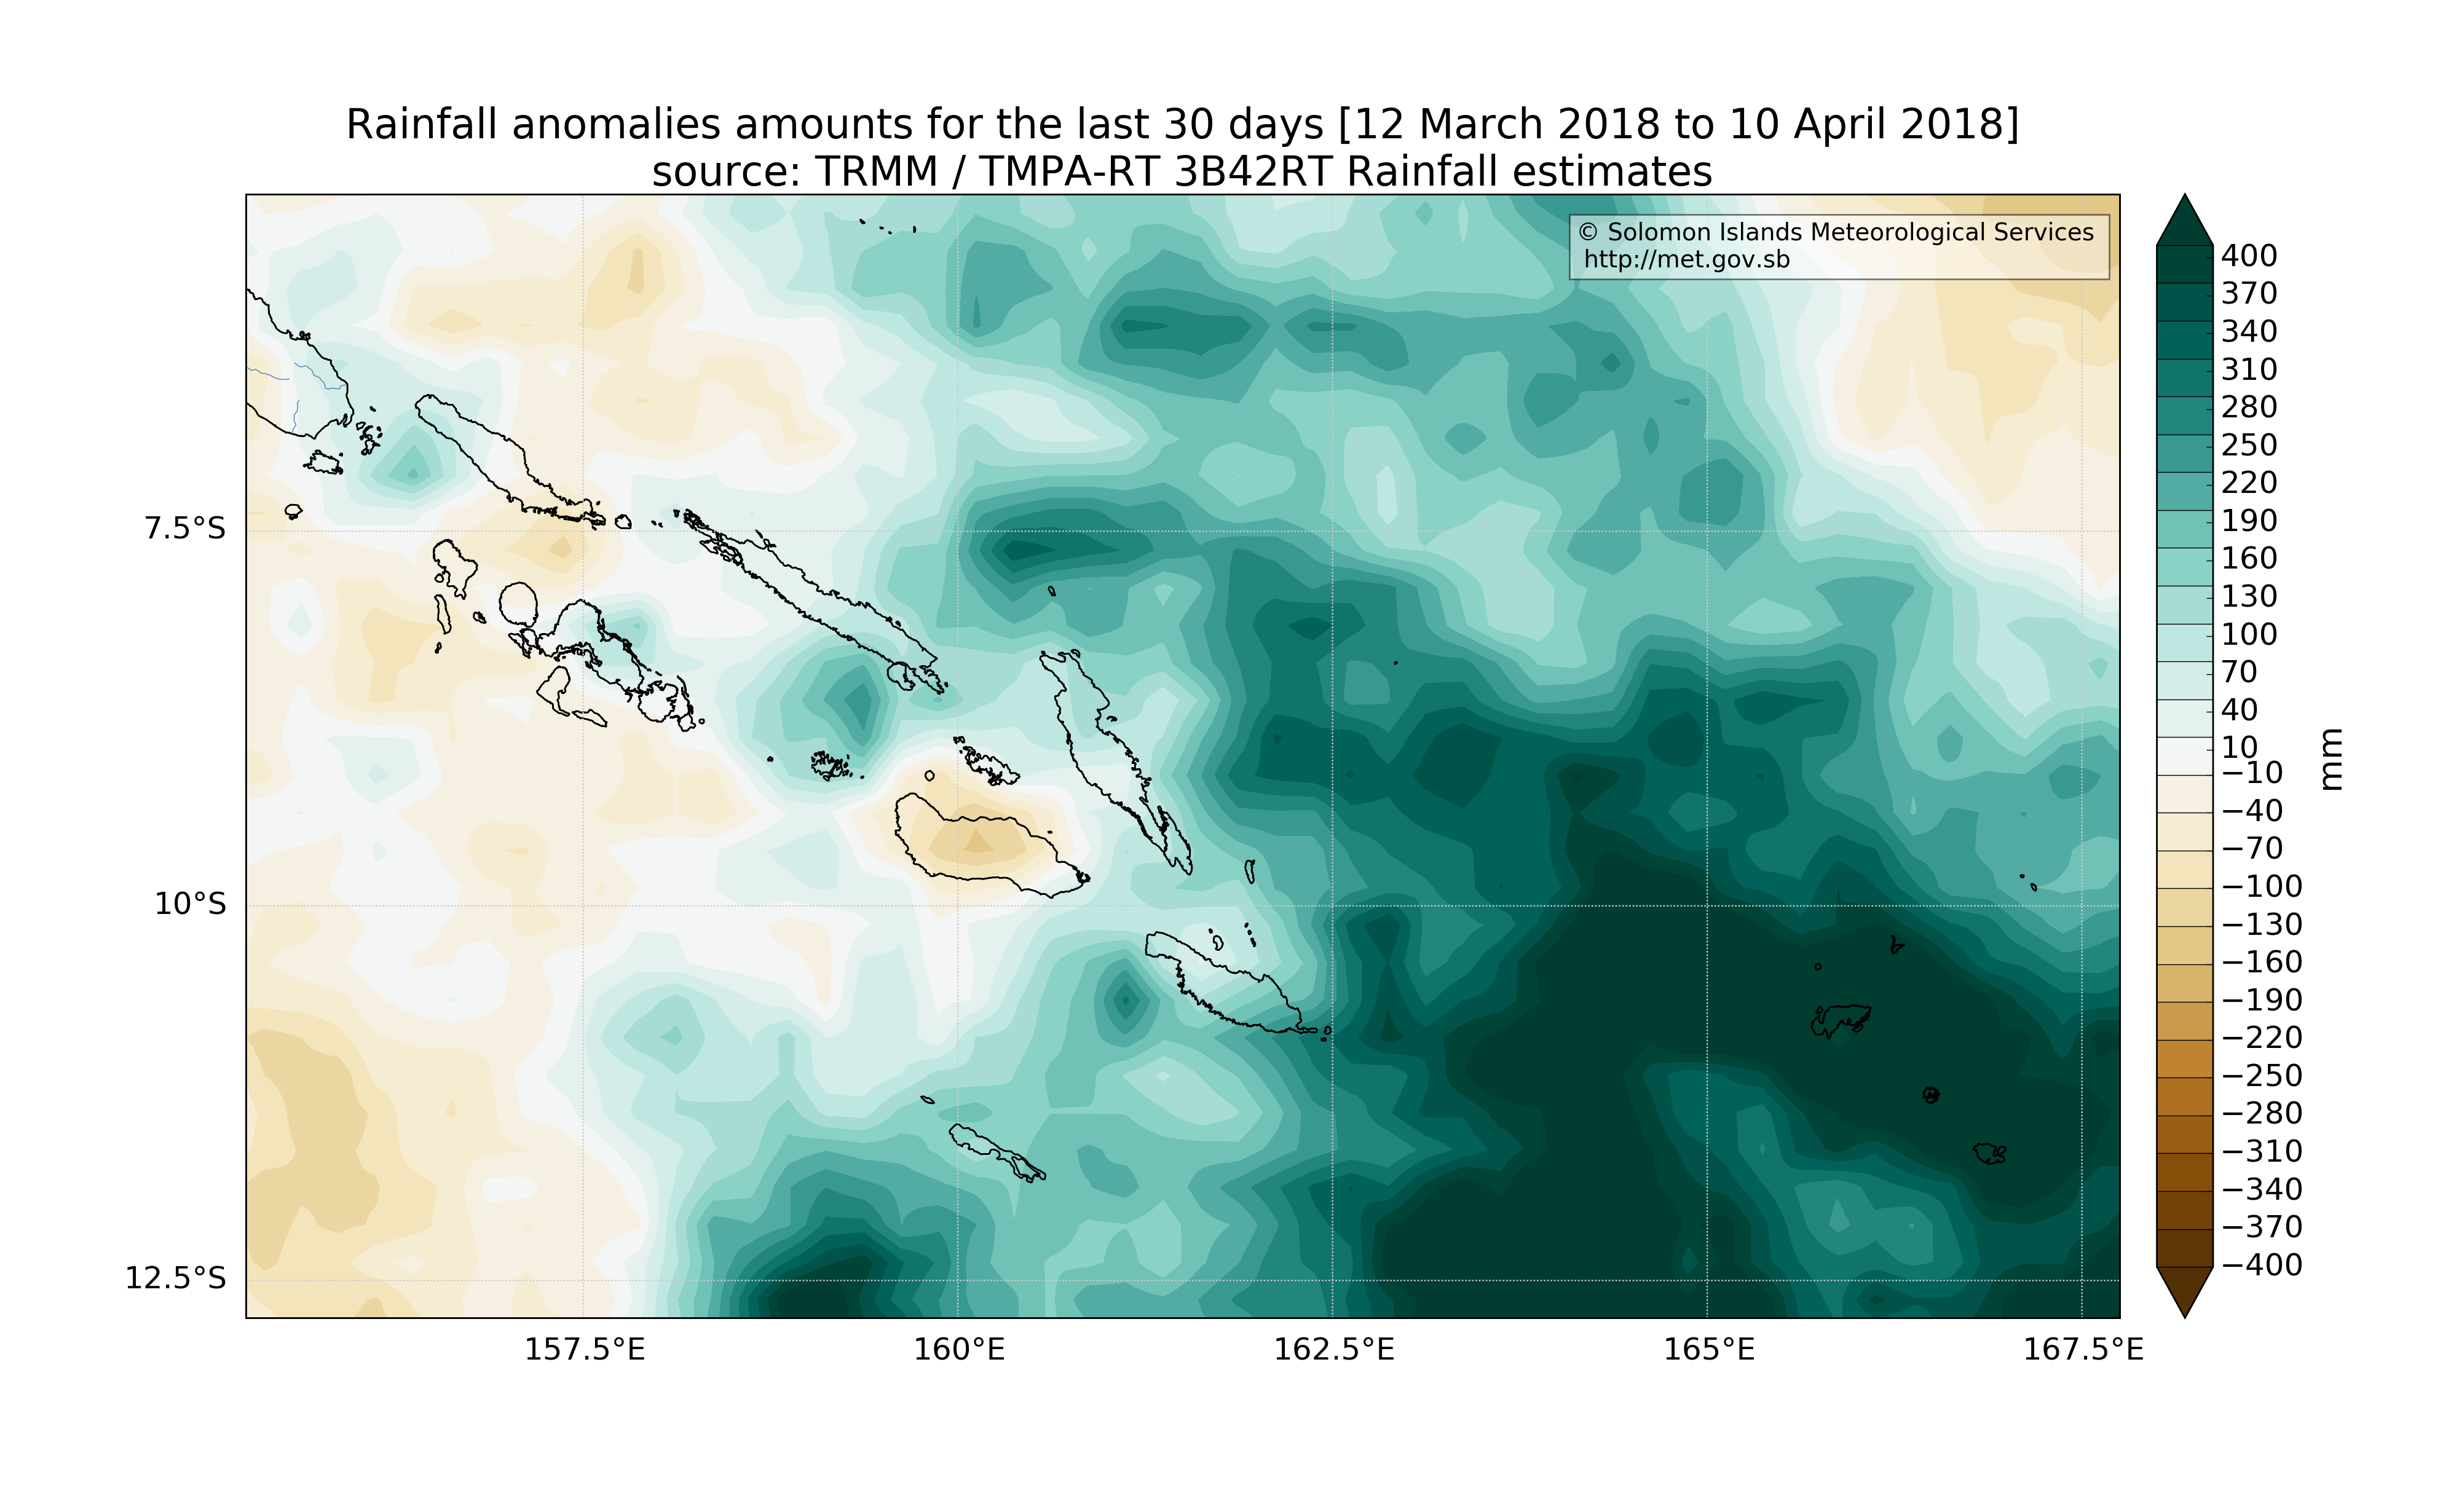 Rainfall anomalies amounts for the last 30 days [12 March 2018 to 10 April 2018]
source: TRMM / TMPA-RT 3B42RT Rainfall estimates
© Solomon Islands Meteorological Services
http://met.gov.sb
7.5°S
10°S
12.5°S
157.5°E
160°E
162.5°E
165°E
167.5°E
400
370
340
310
280
250
220
190
160
130
100
70
40
10
−10
−40
−70
−100
−130
−160
−190
−220
−250
−280
−310
−340
−370
−400
mm